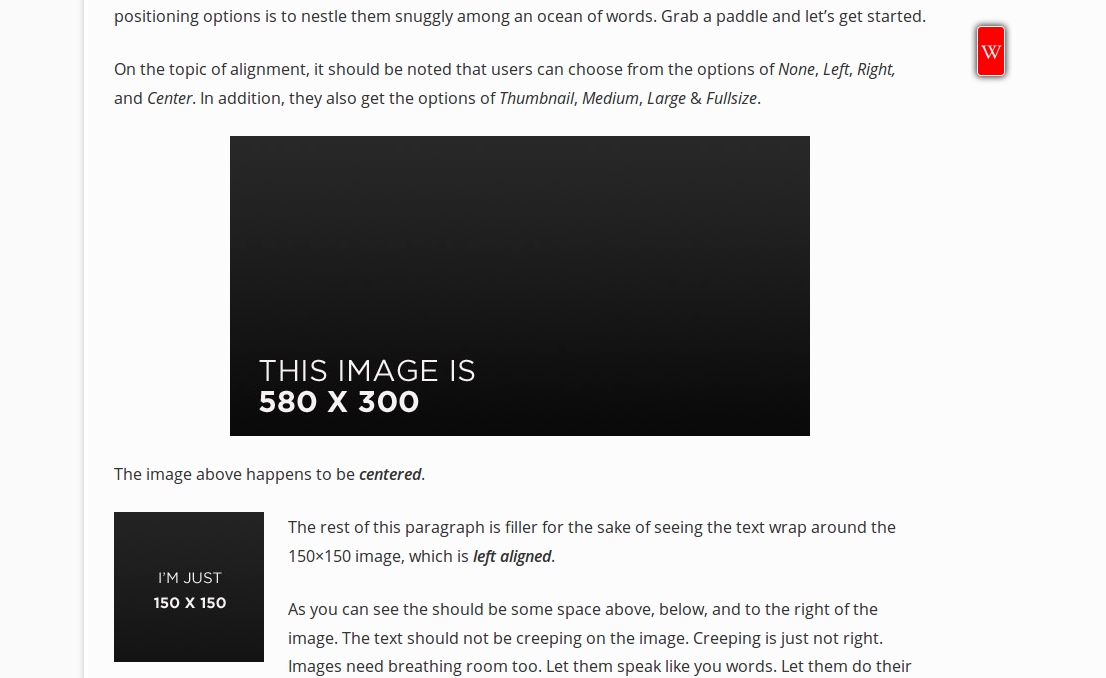 positioning options is to nestle them snuggly among an ocean of words. Grab a paddle and let’s get started.
W
On the topic of alignment, it should be noted that users can choose from the options of None, Left, Right,
and Center. In addition, they also get the options of Thumbnail, Medium, Large & Fullsize.
THIS IMAGE IS
580 X 300
The image above happens to be centered.
I’M JUST
150 X 150
The rest of this paragraph is filler for the sake of seeing the text wrap around the
150×150 image, which is left aligned.
As you can see the should be some space above, below, and to the right of the
image. The text should not be creeping on the image. Creeping is just not right.
Images need breathing room too. Let them speak like you words. Let them do their